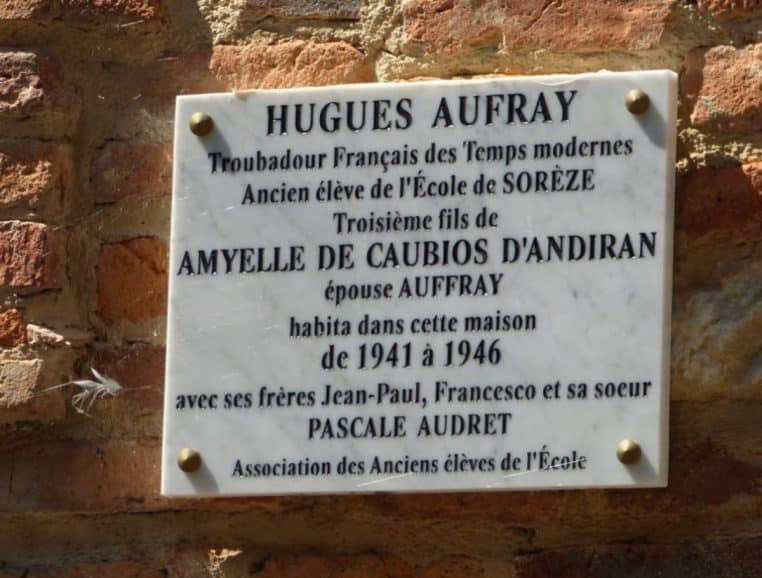 HUGUES AUFRAY
Troubadour Français des Temps modernes
Ancien élève de l'École de SORÈZE
Troisième fils de
AMYELLE DE CAUBIOS D'ANDIRAN
épouse AUFFRAY
habita dans cette maison
de 1941 à 1946
avec ses frères Jean-Paul, Francesco et sa soeur
PASCALE AUDRET
Association des Anciens élèves de l'École